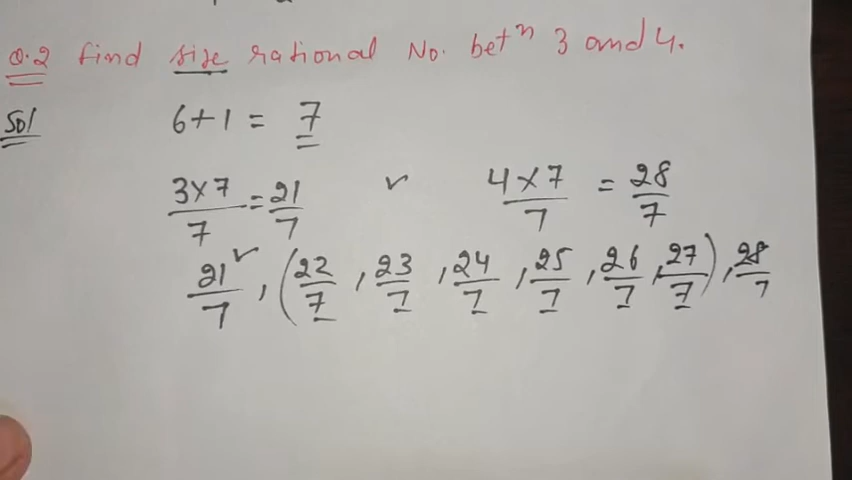 Q.2 Find size rational No. betⁿ 3 and 4.
Sol 6+1 = 7
3×7/7 = 21/7 ✓ 4×7/7 = 28/7
21/7 ✓, (22/7, 23/7, 24/7, 25/7, 26/7, 27/7), 28/7